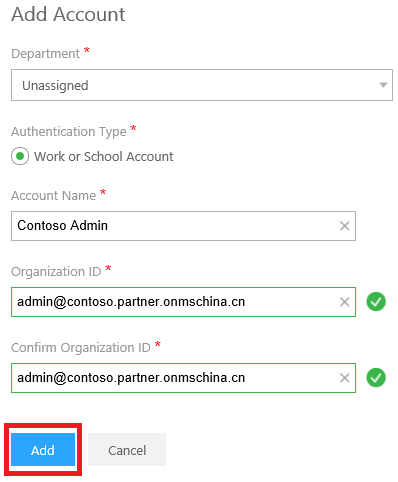 Add Account
Department *
Unassigned
Authentication Type *
Work or School Account
Account Name *
Contoso Admin
Organization ID *
admin@contoso.partner.onmschina.cn
Confirm Organization ID *
admin@contoso.partner.onmschina.cn
Add Cancel